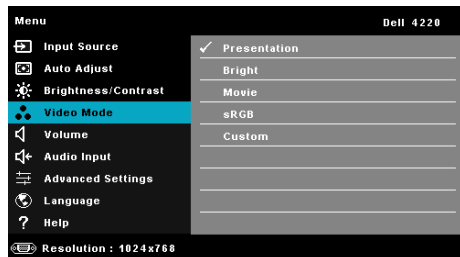 Menu Dell 4220
Input Source
Auto Adjust
Brightness/Contrast
Video Mode
Volume
Audio Input
Advanced Settings
Language
? Help
✓ Presentation
Bright
Movie
sRGB
Custom
Resolution : 1024x768